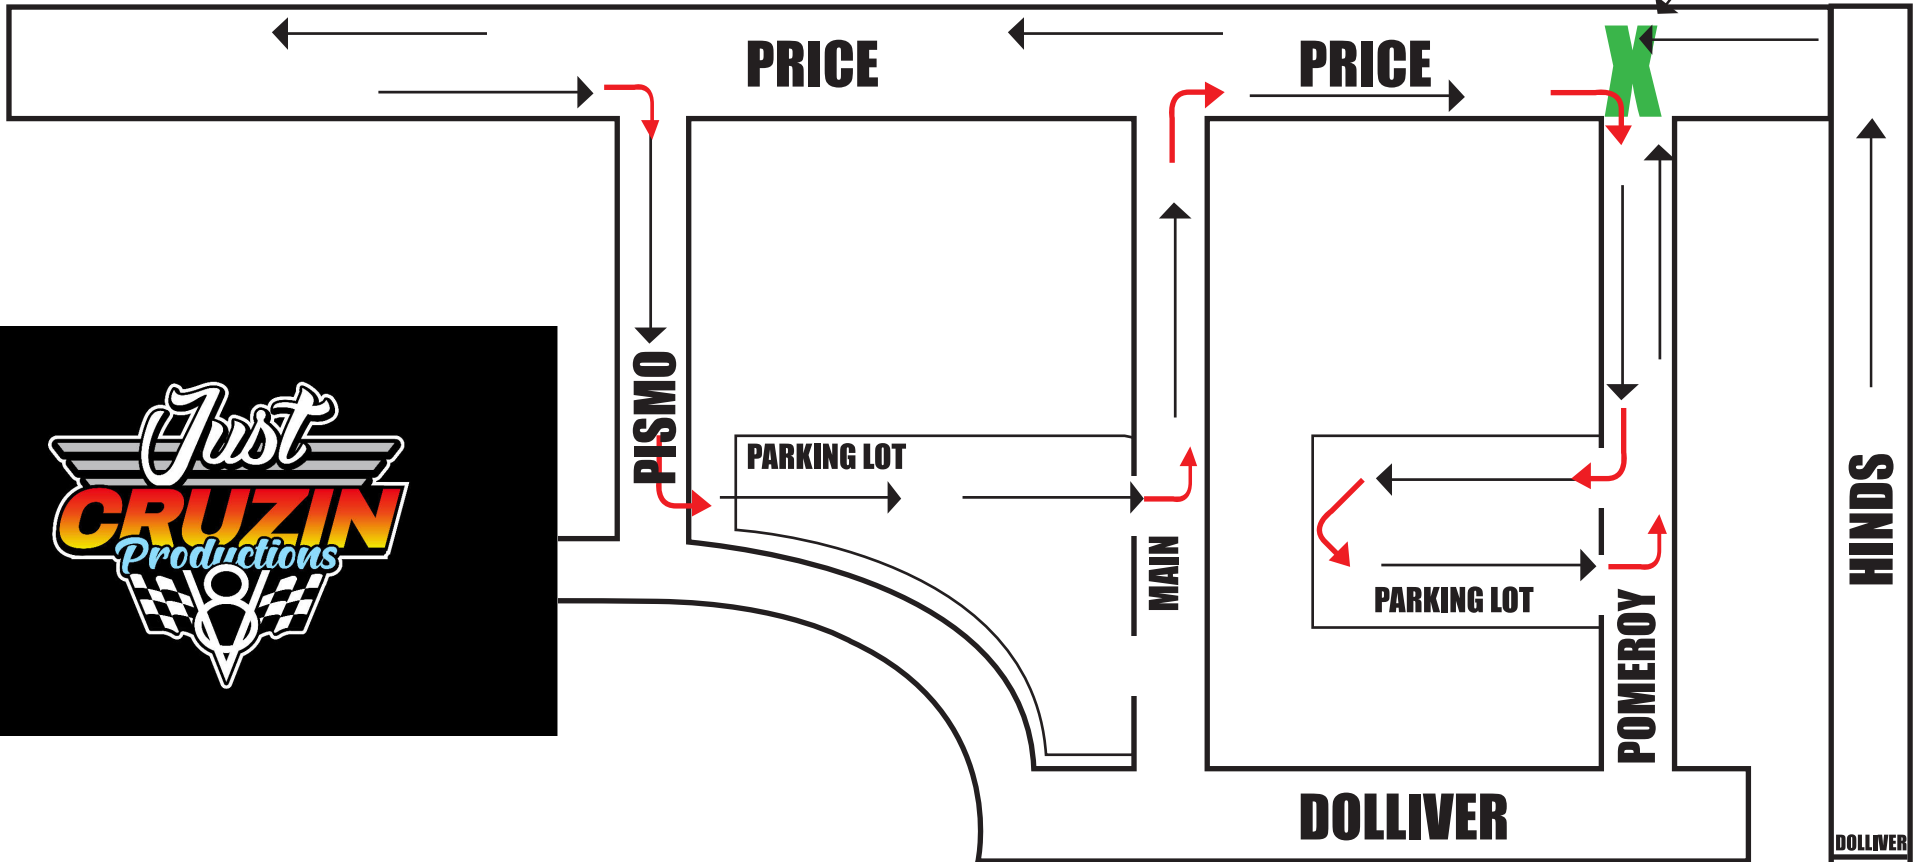 PRICE
PRICE
X
PISMO
PARKING LOT
Just
CRUZIN
Productions
V8
MAIN
PARKING LOT
POMEROY
HINDS
DOLLIVER
DOLLIVER